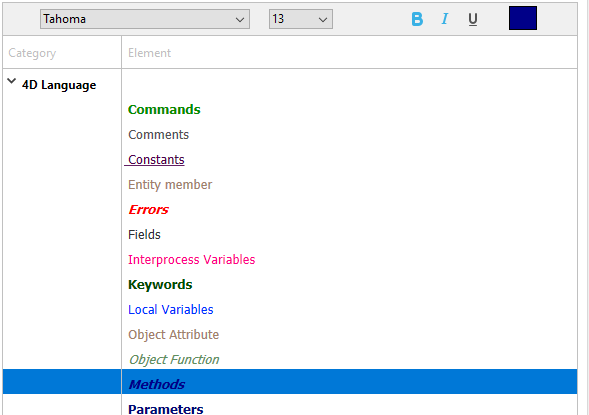 Tahoma 13 B I U
Category Element
4D Language
Commands
Comments
Constants
Entity member
Errors
Fields
Interprocess Variables
Keywords
Local Variables
Object Attribute
Object Function
Methods
Parameters